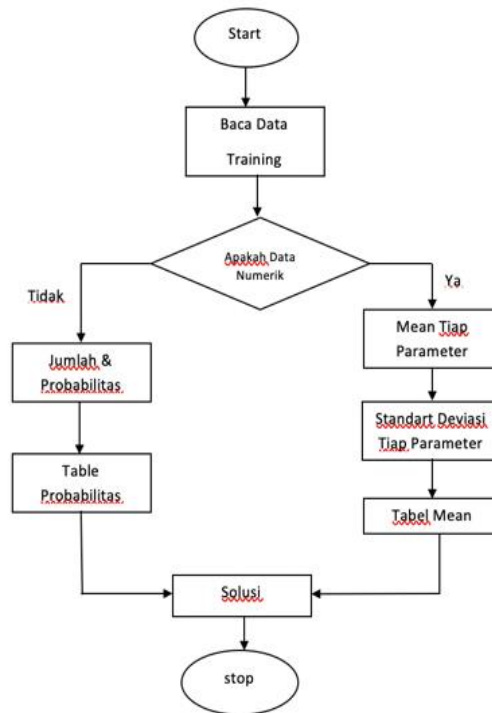 Start
Baca Data
Training
Apakah Data
Numerik
Tidak
Ya
Jumlah &
Probabilitas
Mean Tiap
Parameter
Standart Deviasi
Tiap Parameter
Table
Probabilitas
Tabel Mean
Solusi
stop